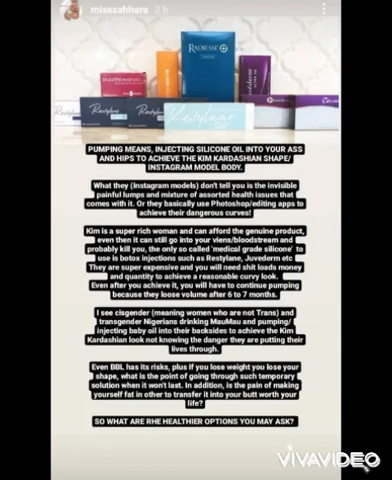 miasahhara 2 h
RADIESSE
Restylane
Restylane
PUMPING MEANS, INJECTING SILICONE OIL INTO YOUR ASS
AND HIPS TO ACHIEVE THE KIM KARDASHIAN SHAPE/
INSTAGRAM MODEL BODY.
What they (Instagram models) don't tell you is the invisible
painful lumps and mixture of assorted health issues that
comes with it. Or they basically use Photoshop/editing apps to
achieve their dangerous curves!
Kim is a super rich woman and can afford the genuine product,
even then it can still go into your viens/bloodstream and
probably kill you, the only so called 'medical grade silicone' to
use is botox injections such as Restylane, Juvederm etc
They are super expensive and you will need shit loads money
and quantity to achieve a reasonable curvy look.
Even after you achieve it, you will have to continue pumping
because they loose volume after 6 to 7 months.
I see cisgender (meaning women who are not Trans) and
transgender Nigerians drinking MauMau and pumping/
injecting baby oil into their backsides to achieve the Kim
Kardashian look not knowing the danger they are putting their
lives through.
Even BBL has its risks, plus if you lose weight you lose your
shape, what is the point of going through such temporary
solution when it won't last. In addition, is the pain of making
yourself fat in other to transfer it into your butt worth your
life?
SO WHAT ARE RHE HEALTHIER OPTIONS YOU MAY ASK?
VIVAVIDEO